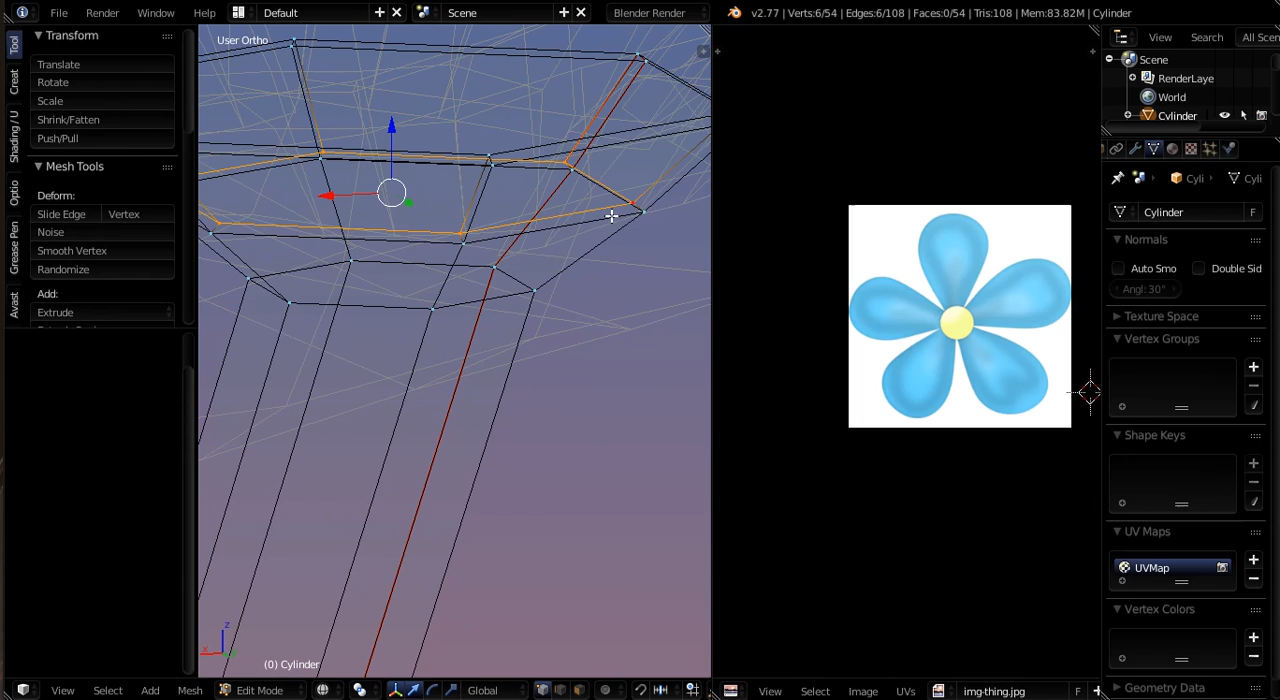 File Render Window Help Default Scene Blender Render v2.77 | Verts:6/54 | Edges:6/108 | Faces:0/54 | Tris:108 | Mem:83.82M | Cylinder
Tool
Creat
Shading / U
Optio
Grease Pen
Avast
Transform
Translate
Rotate
Scale
Shrink/Fatten
Push/Pull
Mesh Tools
Deform:
Slide Edge Vertex
Noise
Smooth Vertex
Randomize
Add:
Extrude
User Ortho
z
x
(0) Cylinder
View Select Add Mesh Edit Mode Global
View Select Image UVs img-thing.jpg F
View Search All Scen
Scene
RenderLaye
World
Cylinder
Cyli Cyli
Cylinder F
Normals
Auto Smo Double Sid
Angl: 30°
Texture Space
Vertex Groups
Shape Keys
UV Maps
UVMap
Vertex Colors
Geometry Data